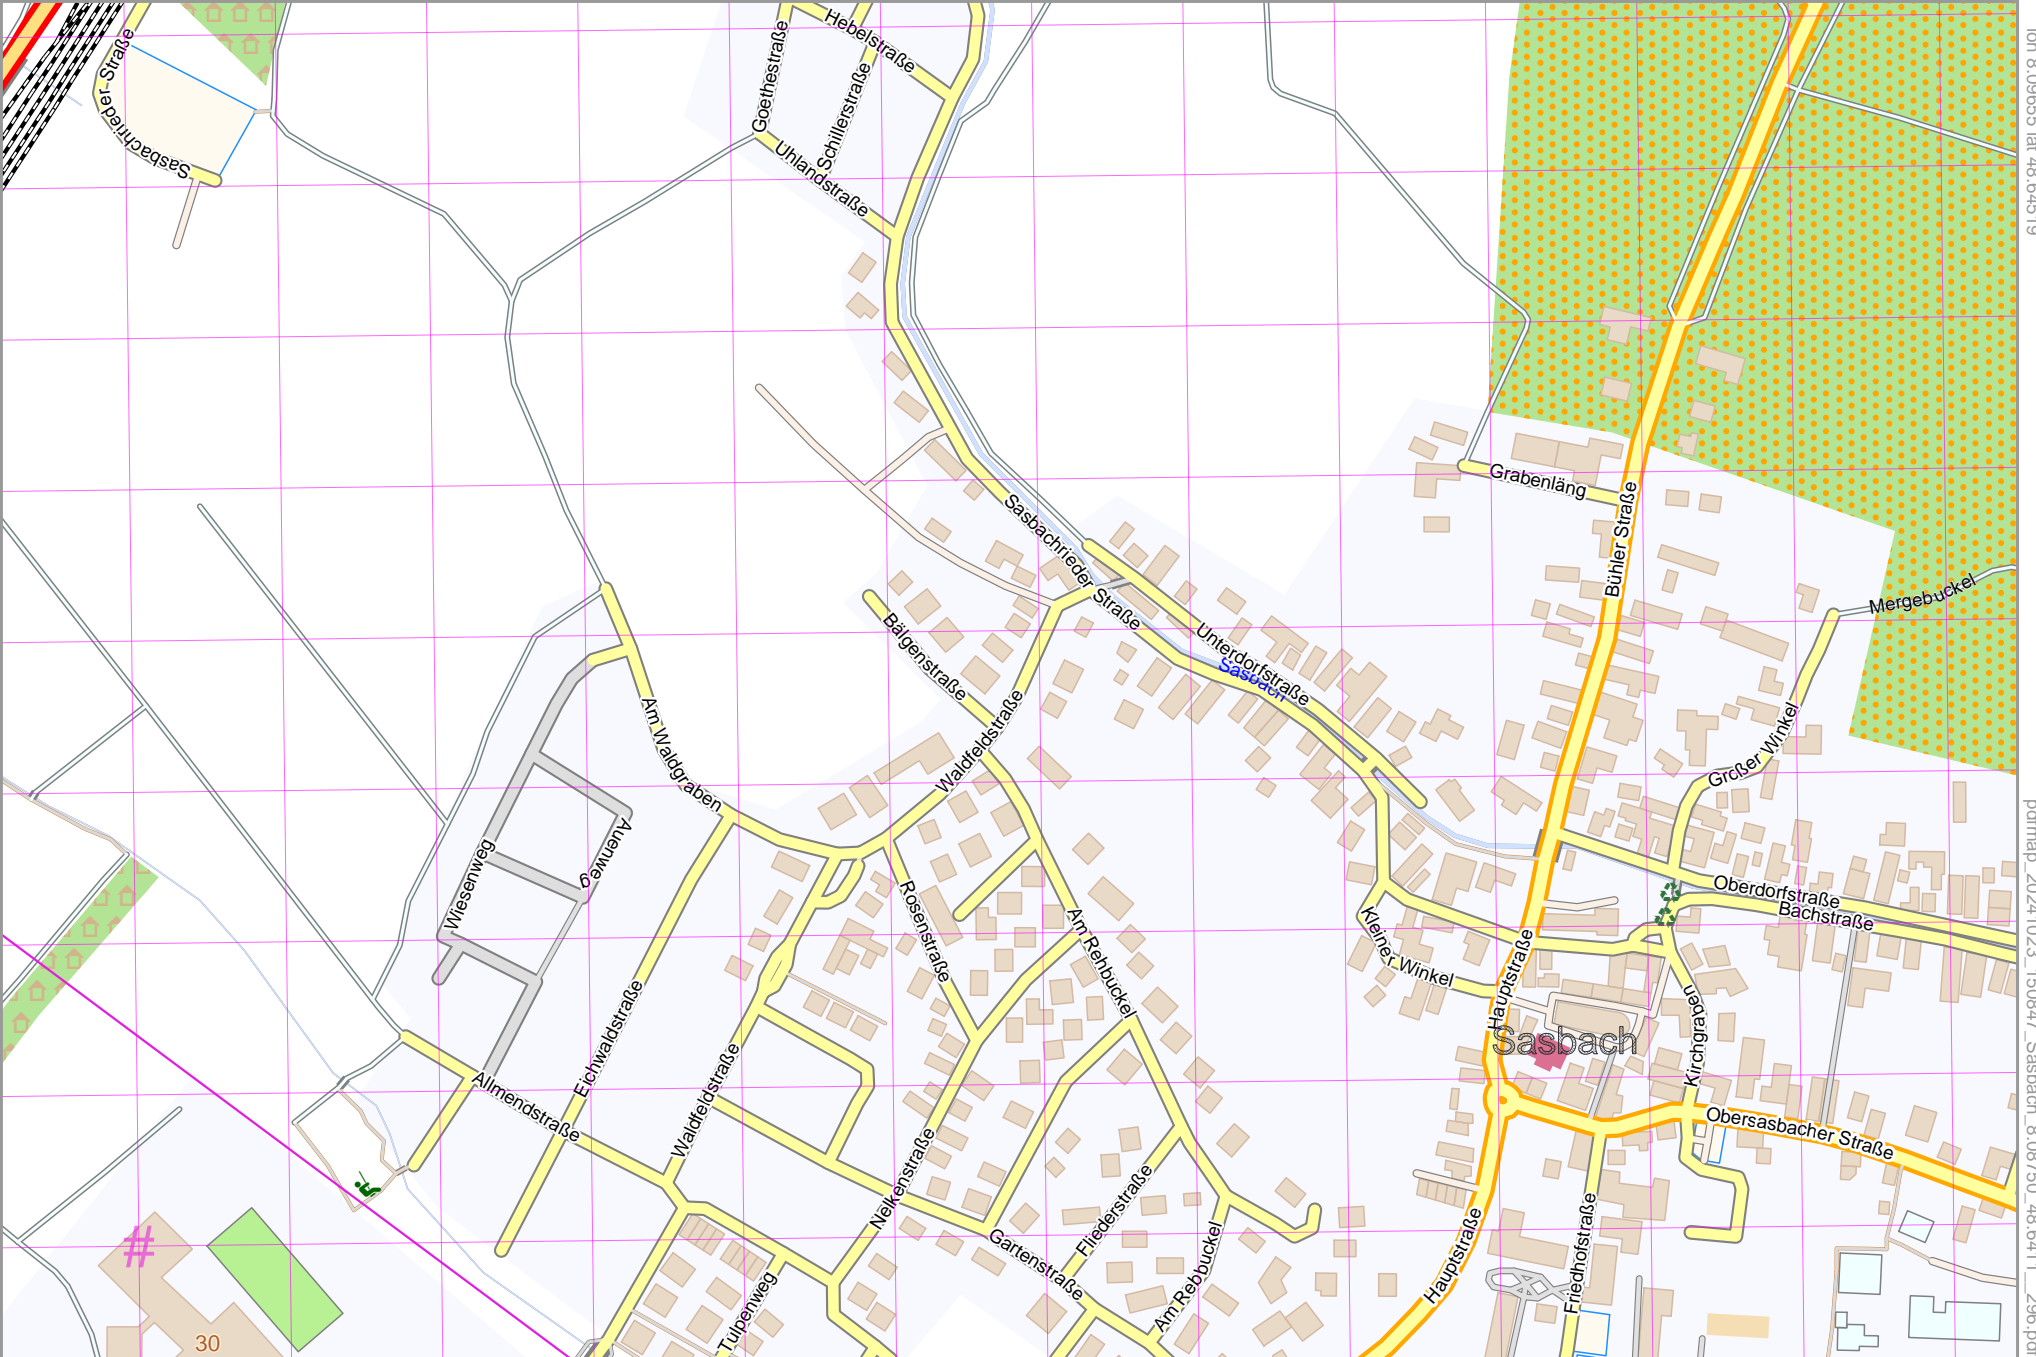 Hebelstraße
Goethestraße
Schillerstraße
Uhlandstraße
Sasbachrieder Straße
Grabenläng
Bühler Straße
Mergebuckel
Sasbachrieder Straße
Unterdorfstraße
Sasbach
Bälgenstraße
Waldfeldstraße
Am Waldgraben
Großer Winkel
Auenweg
Wiesenweg
Rosenstraße
Am Rehbuckel
Kleiner Winkel
Hauptstraße
Oberdorfstraße
Bachstraße
Sasbach
Kirchgraben
Eichwaldstraße
Allmendstraße
Waldfeldstraße
Nelkenstraße
Obersasbacher Straße
Fliederstraße
Gartenstraße
Am Rebbuckel
Hauptstraße
Friedhofstraße
Tulpenweg
#
30